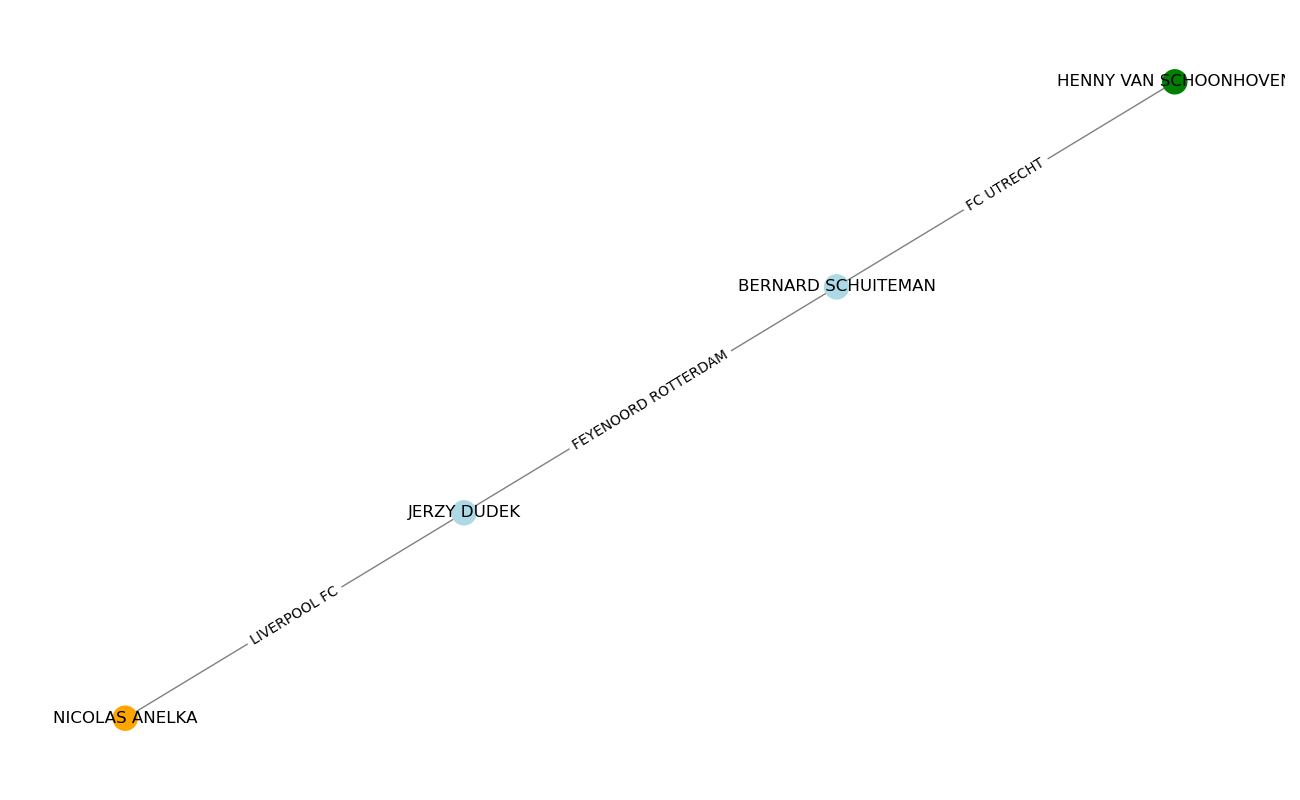 HENNY VAN SCHOONHOVEN
FC UTRECHT
BERNARD SCHUITEMAN
FEYENOORD ROTTERDAM
JERZY DUDEK
LIVERPOOL FC
NICOLAS ANELKA